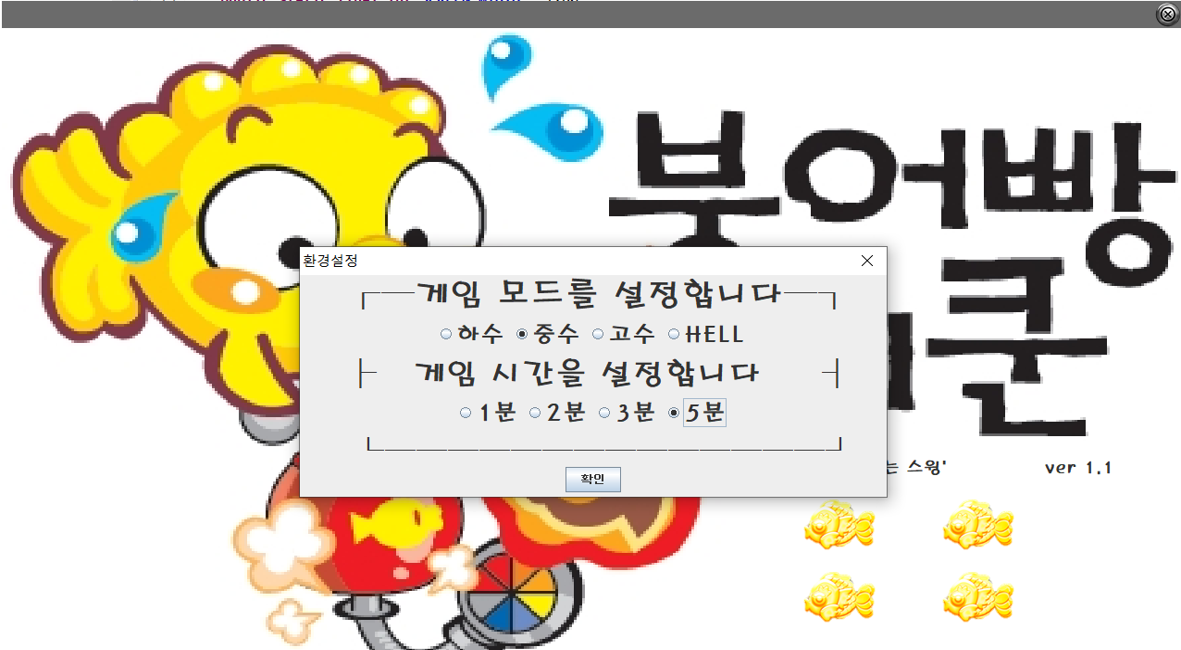 붕어빵
쿤
환경설정
게임 모드를 설정합니다
하수 중수 고수 HELL
게임 시간을 설정합니다
1분 2분 3분 5분
확인
는 스윙' ver 1.1